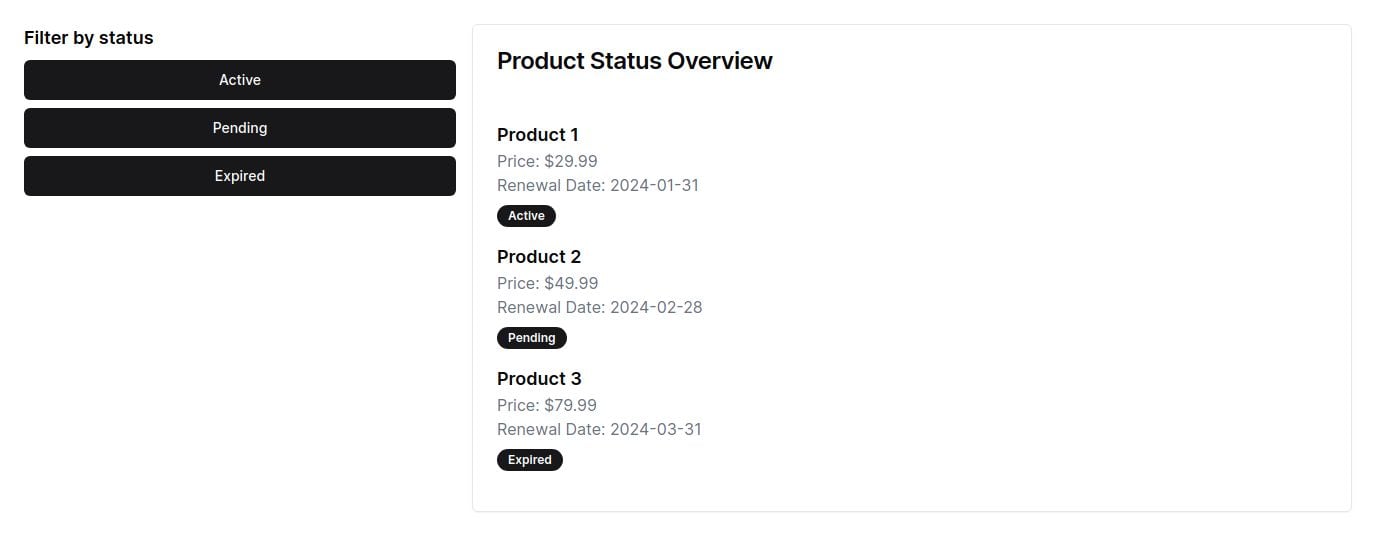 Filter by status
Active
Pending
Expired
Product Status Overview
Product 1
Price: $29.99
Renewal Date: 2024-01-31
Active
Product 2
Price: $49.99
Renewal Date: 2024-02-28
Pending
Product 3
Price: $79.99
Renewal Date: 2024-03-31
Expired